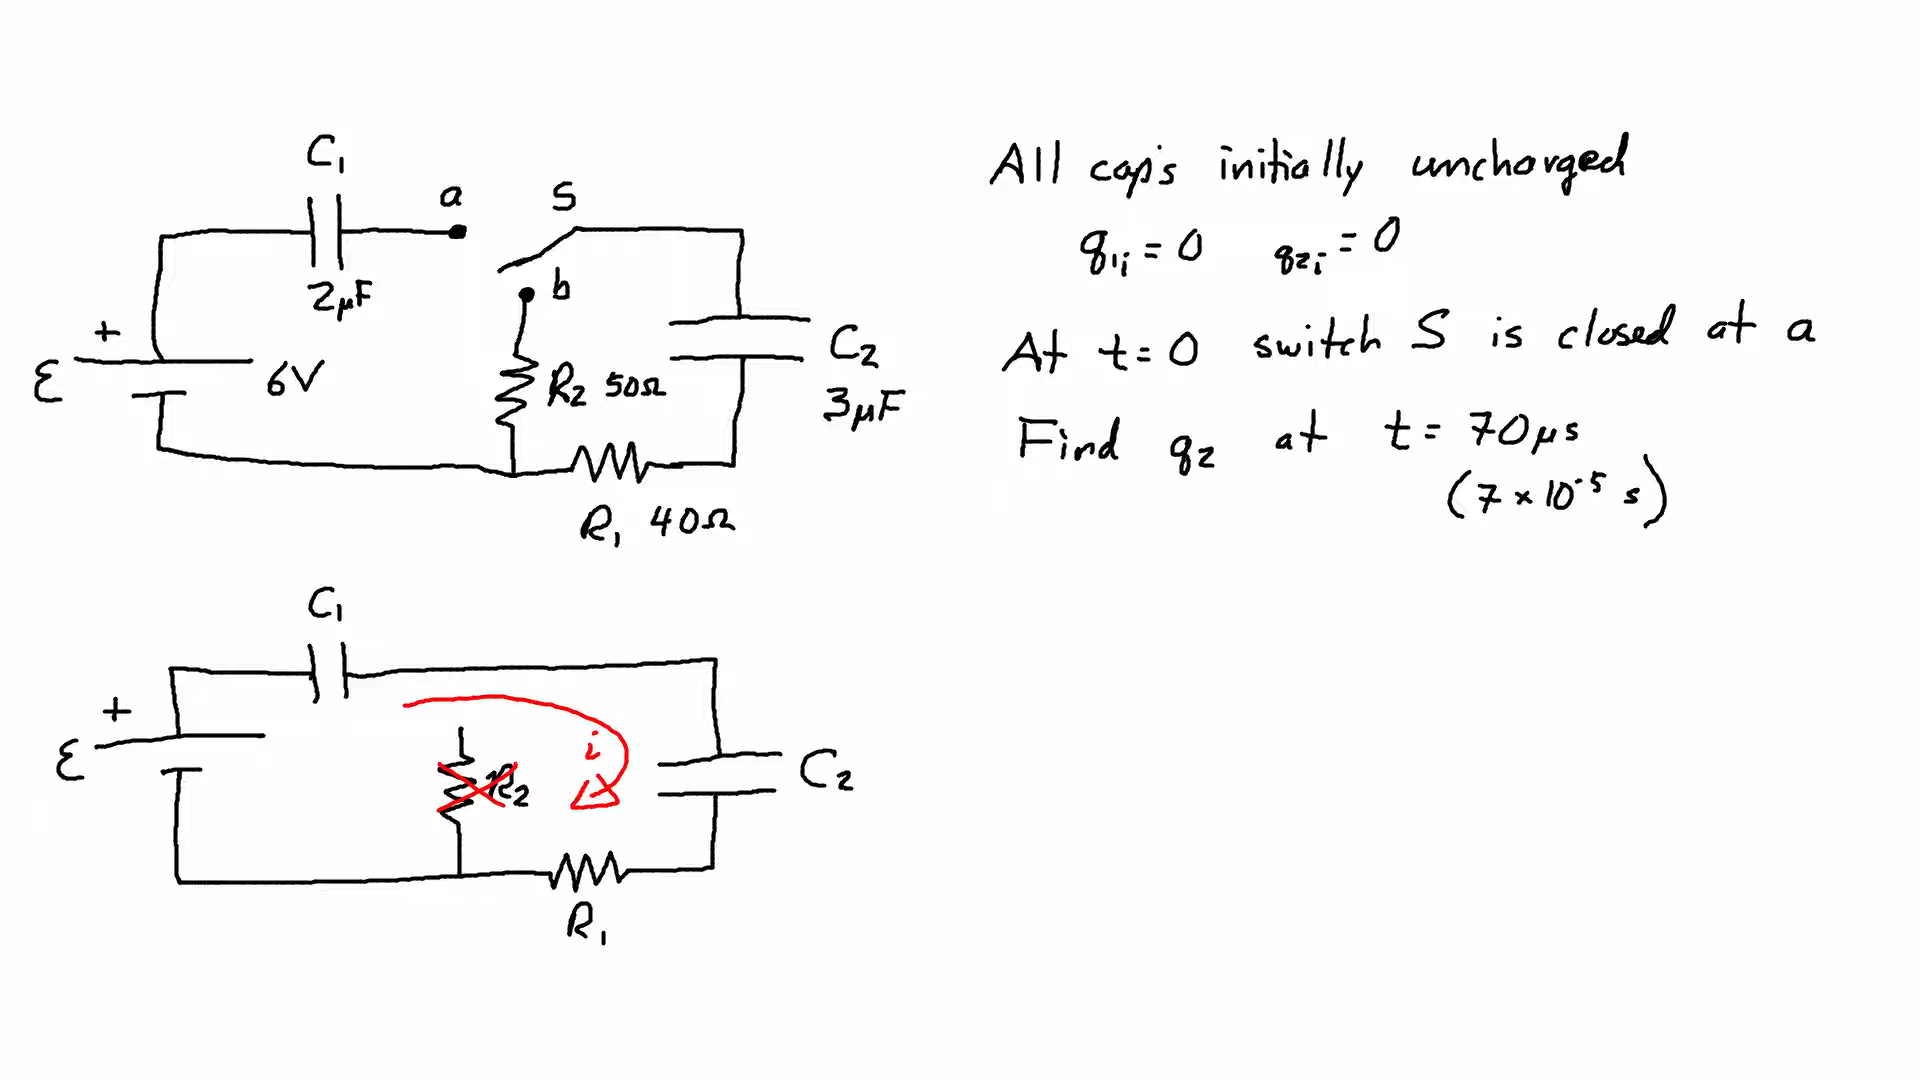 C₁
a
S
2μF
b
+
ε
6V
R₂ 50Ω
C₂
3μF
R₁ 40Ω
All cap's initially uncharged
q₁ᵢ = 0 q₂ᵢ = 0
At t = 0 switch S is closed at a
Find q₂ at t = 70μs
(7 × 10⁻⁵ s)
C₁
+
ε
R₂
i
C₂
R₁